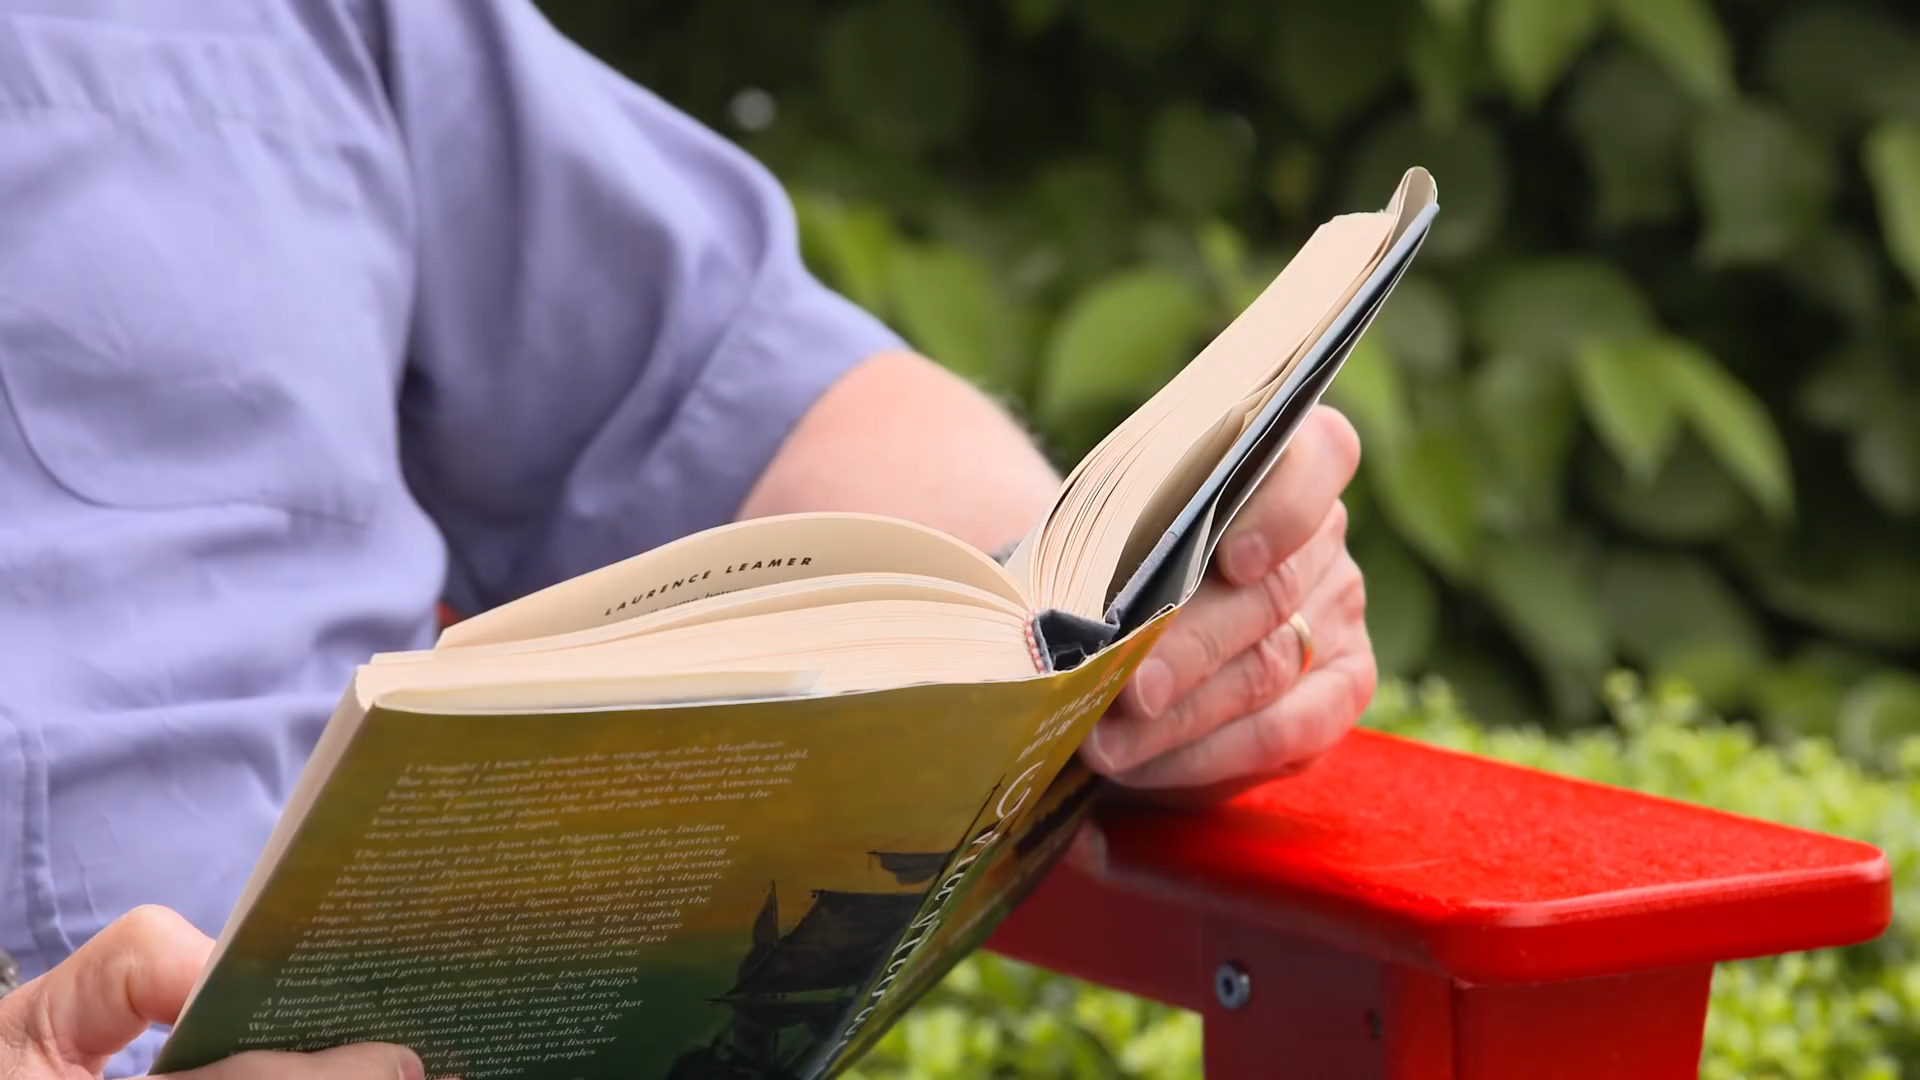 LAURENCE LEAMER
NATHANIEL
PHILBRICK
I thought I knew about the voyage of the Mayflower.
But when I started to explore what happened when an old,
leaky ship arrived off the coast of New England in the fall
of 1620, I soon realized that I, along with most Americans,
knew nothing at all about the real people with whom the
story of our country begins.
The oft-told tale of how the Pilgrims and the Indians
celebrated the First Thanksgiving does not do justice to
the history of Plymouth Colony. Instead of an inspiring
tableau of tranquil cooperation, the Pilgrims' first half-century
in America was more of a passion play in which vibrant,
tragic, self-serving, and heroic figures struggled to preserve
a precarious peace—until that peace erupted into one of the
deadliest wars ever fought on American soil. The English
fatalities were catastrophic, but the rebelling Indians were
virtually obliterated as a people. The promise of the First
Thanksgiving had given way to the horror of total war.
A hundred years before the signing of the Declaration
of Independence, this culminating event—King Philip's
War—brought into disturbing focus the issues of race,
violence, religious identity, and economic opportunity that
define America's inexorable push west. But as the
war was not inevitable. It
and grandchildren to discover
is lost when two peoples
living together.